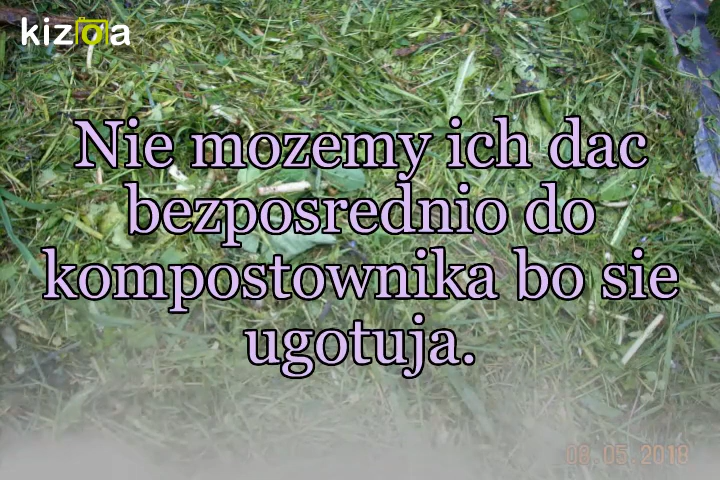 kizoa
Nie mozemy ich dac
bezposrednio do
kompostownika bo sie
ugotuja.
08 05 2018